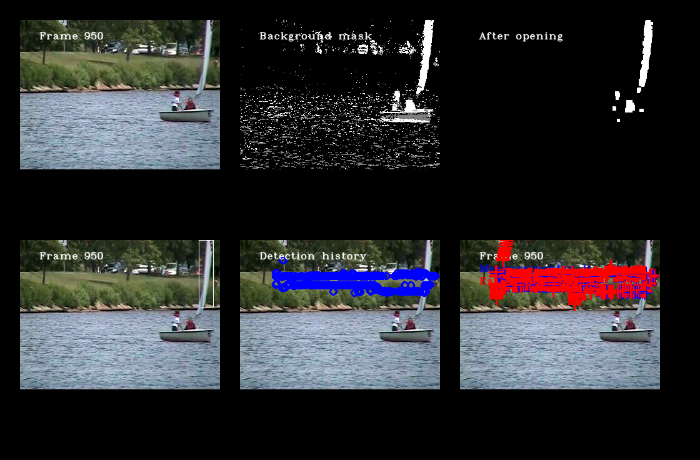 Frame 950
Background mask
After opening
Frame 950
Detection history
Frame 950